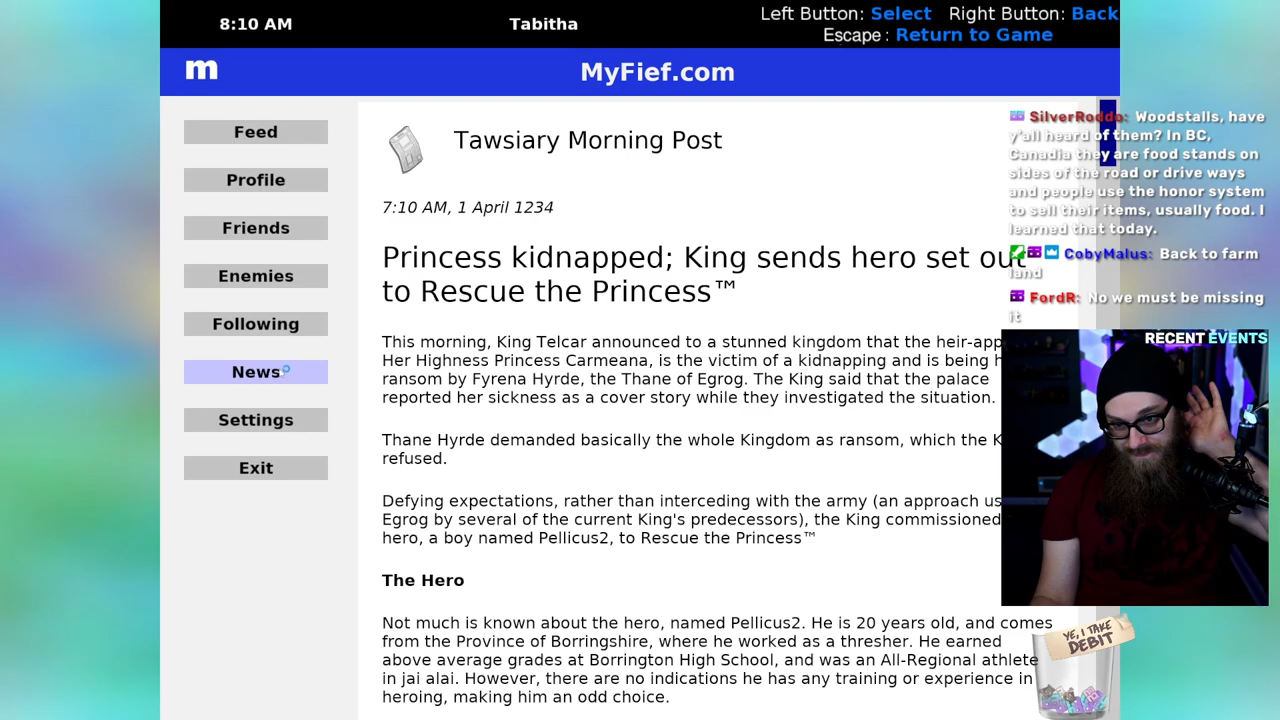 8:10 AM
Tabitha
Left Button: Select Right Button: Back
Escape : Return to Game
m
MyFief.com
Feed
Profile
Friends
Enemies
Following
News
Settings
Exit
Tawsiary Morning Post
7:10 AM, 1 April 1234
Princess kidnapped; King sends hero set out
to Rescue the Princess™
This morning, King Telcar announced to a stunned kingdom that the
Her Highness Princess Carmeana, is the victim of a kidnapping and is being
ransom by Fyrena Hyrde, the Thane of Egrog. The King said that the palace
reported her sickness as a cover story while they investigated the situation.
Thane Hyrde demanded basically the whole Kingdom as ransom, which the
refused.
Defying expectations, rather than interceding with the army (an approach
Egrog by several of the current King's predecessors), the King commissioned
hero, a boy named Pellicus2, to Rescue the Princess™
The Hero
Not much is known about the hero, named Pellicus2. He is 20 years old, and comes
from the Province of Borringshire, where he worked as a thresher. He earned
above average grades at Borrington High School, and was an All-Regional athlete
in jai alai. However, there are no indications he has any training or experience in
heroing, making him an odd choice.
SilverRoddo: Woodstalls, have
y'all heard of them? In BC,
Canadia they are food stands on
sides of the road or drive ways
and people use the honor system
to sell their items, usually food. I
learned that today.
CobyMalus: Back to farm
land
FordR: No we must be missing
it
RECENT EVENTS
YE, I TAKE
DEBIT